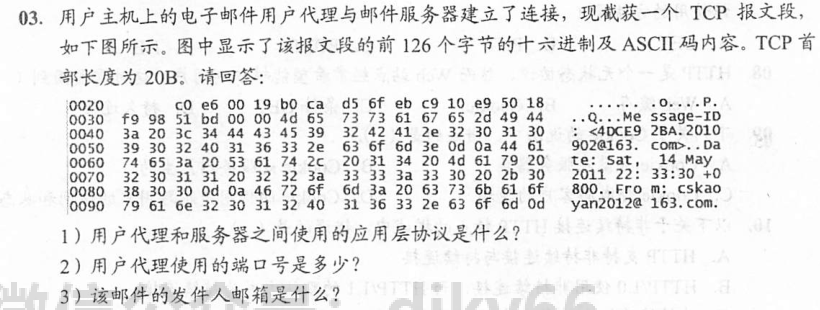 03. 用户主机上的电子邮件用户代理与邮件服务器建立了连接，现截获一个 TCP 报文段，
如下图所示。图中显示了该报文段的前 126 个字节的十六进制及 ASCII 码内容。TCP 首
部长度为 20B。请回答：
0020 c0 e6 00 19 b0 ca d5 6f eb c9 10 e9 50 18 ......o ....P.
0030 f9 98 51 bd 00 00 4d 65 73 73 61 67 65 2d 49 44 ..Q...Me ssage-ID
0040 3a 20 3c 34 44 43 45 39 32 42 41 2e 32 30 31 30 : <4DCE9 2BA.2010
0050 39 30 32 40 31 36 33 2e 63 6f 6d 3e 0d 0a 44 61 902@163. com>..Da
0060 74 65 3a 20 53 61 74 2c 20 31 34 20 4d 61 79 20 te: Sat, 14 May
0070 32 30 31 31 20 32 32 3a 33 33 3a 33 30 20 2b 30 2011 22: 33:30 +0
0080 38 30 30 0d 0a 46 72 6f 6d 3a 20 63 73 6b 61 6f 800..Fro m: cskao
0090 79 61 6e 32 30 31 32 40 31 36 33 2e 63 6f 6d 0d yan2012@ 163.com.
1）用户代理和服务器之间使用的应用层协议是什么？
2）用户代理使用的端口号是多少？
3）该邮件的发件人邮箱是什么？